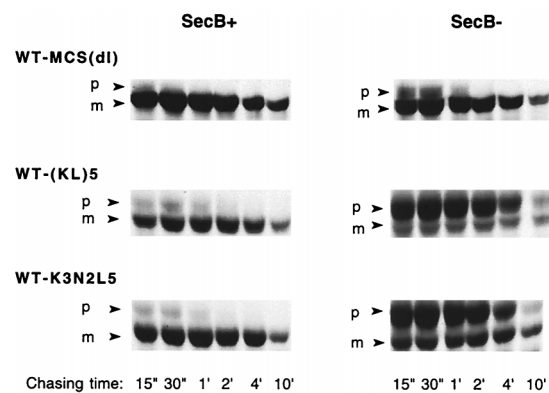 SecB+ SecB-
WT-MCS(dl)
p p
m m
WT-(KL)5
p p
m m
WT-K3N2L5
p p
m m
Chasing time: 15" 30" 1' 2' 4' 10' 15" 30" 1' 2' 4' 10'